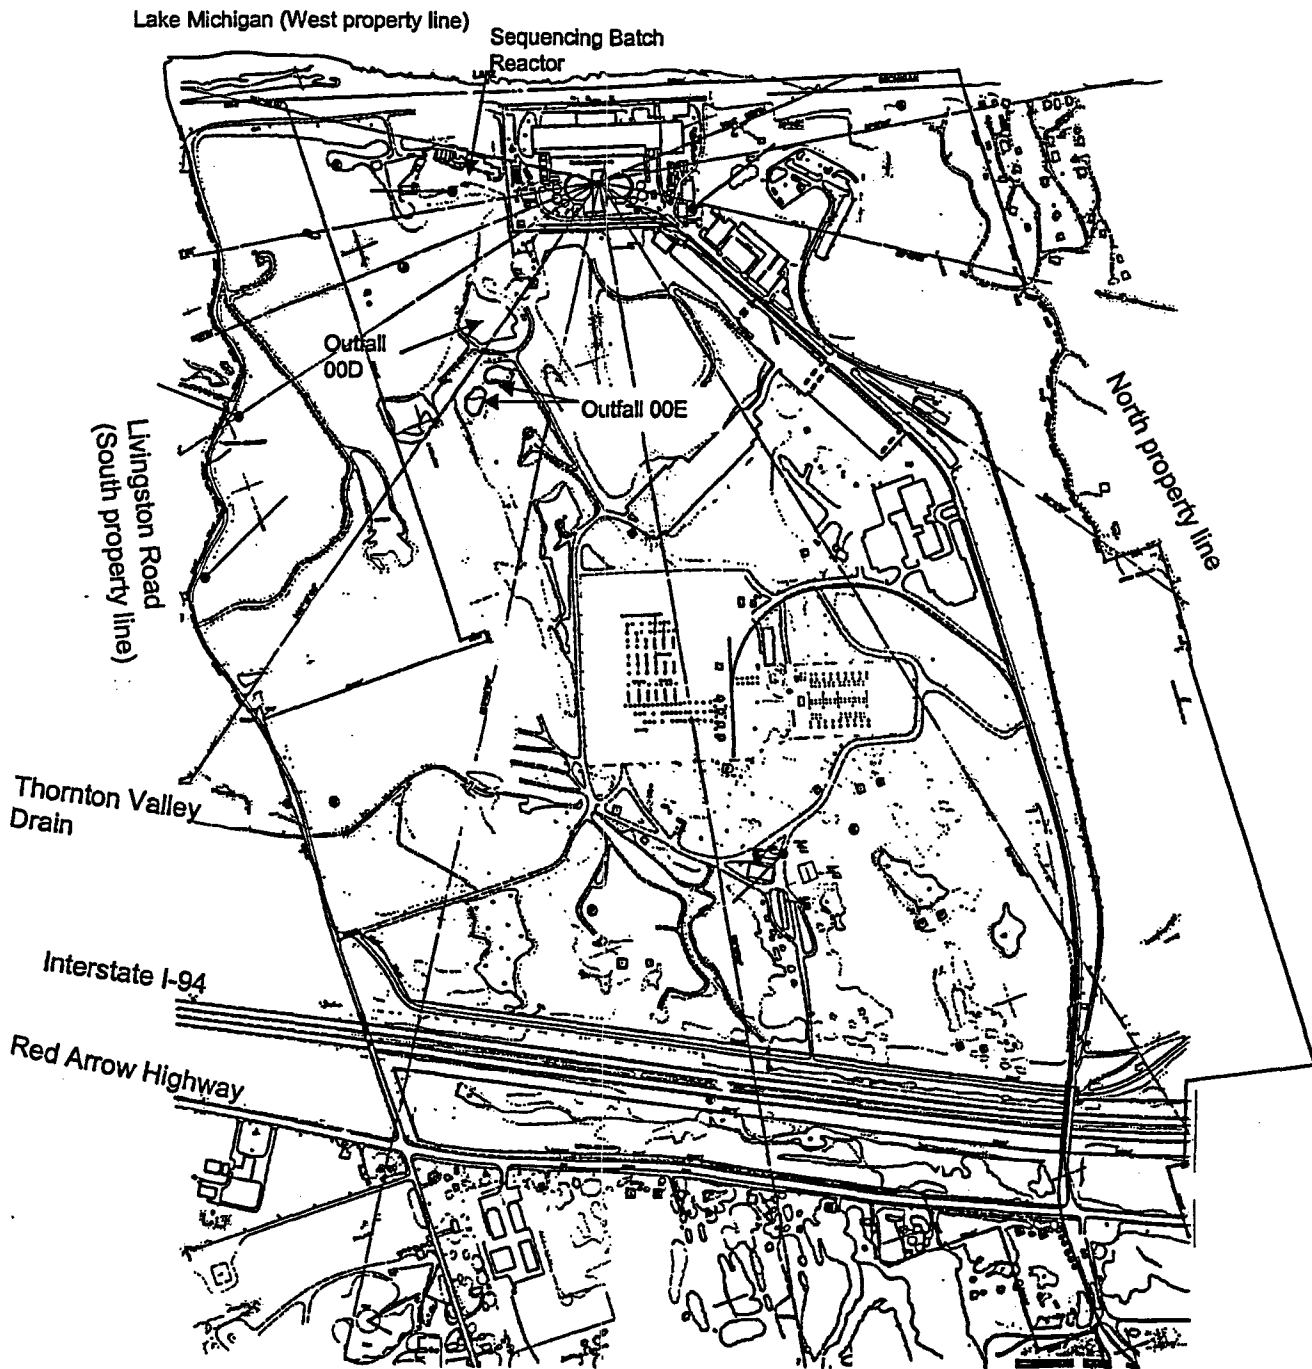 Lake Michigan (West property line)
Sequencing Batch
Reactor
Outfall
00D
Outfall 00E
Livingston Road
(South property line)
North property line
Thornton Valley
Drain
Interstate I-94
Red Arrow Highway